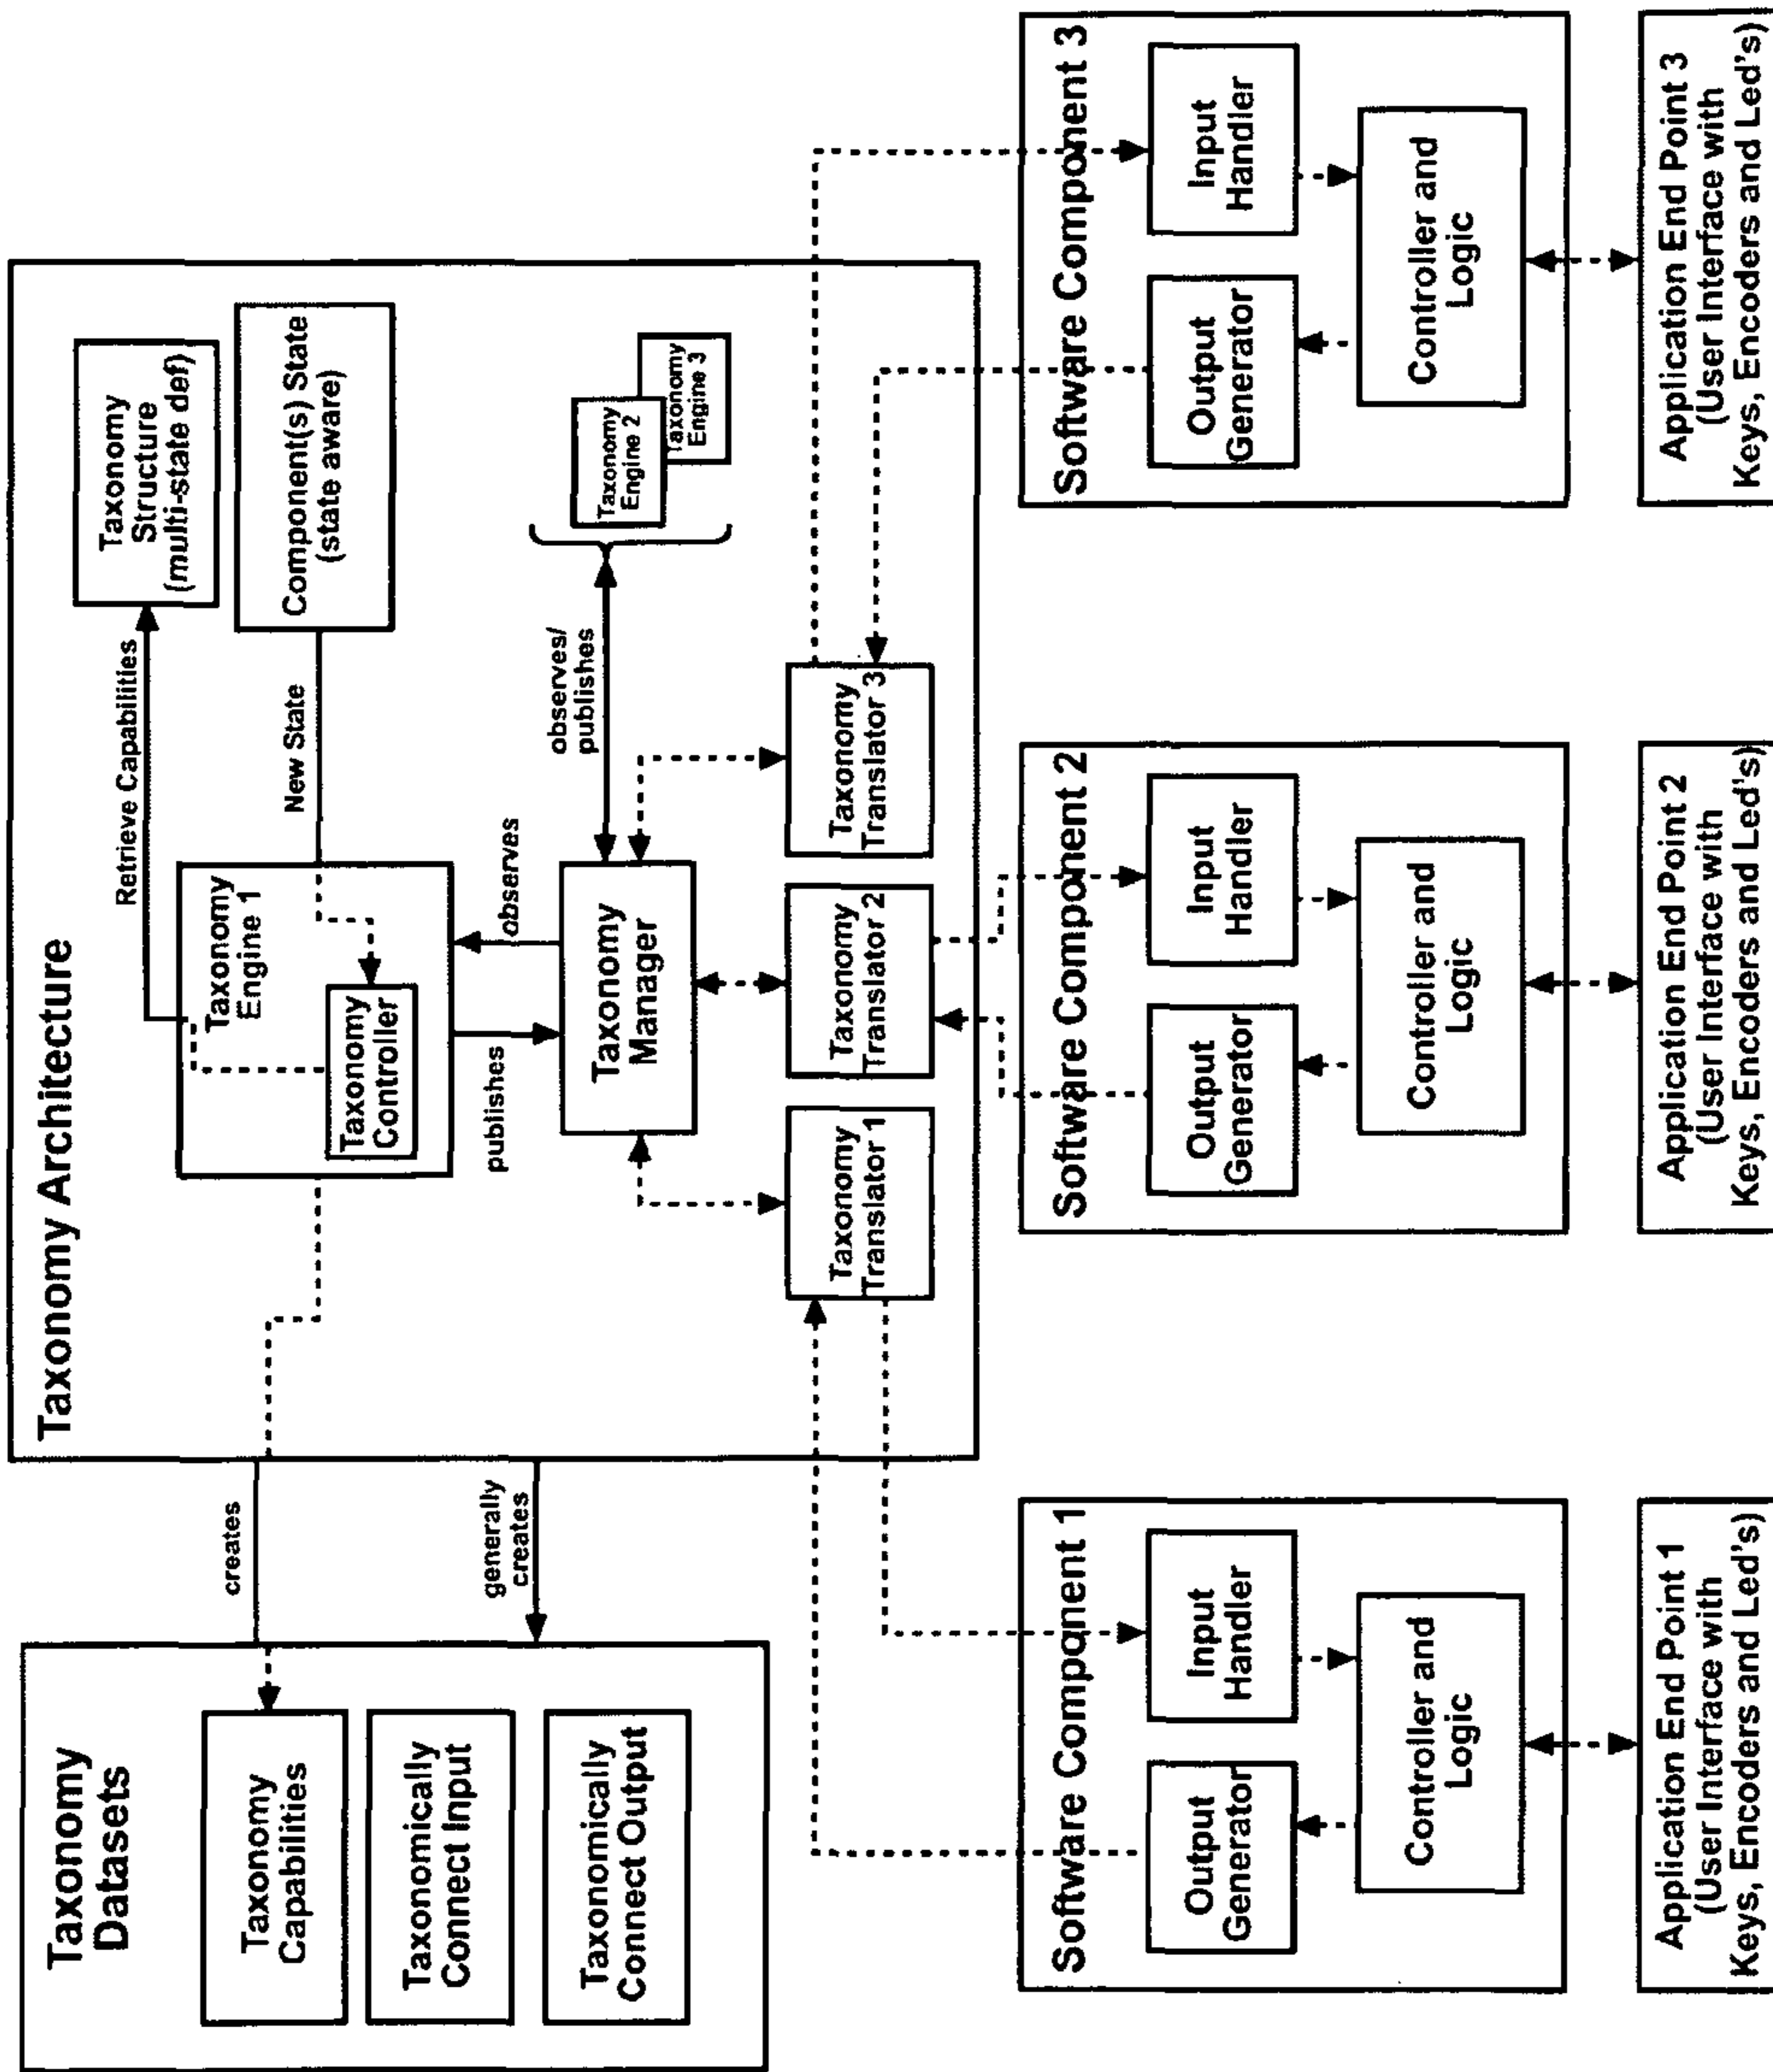 Taxonomy
Datasets
Taxonomy
Capabilities
Taxonomically
Connect Input
Taxonomically
Connect Output
creates
generally
creates
Taxonomy Architecture
Taxonomy
Engine 1
Taxonomy
Controller
Retrieve Capabilities
Taxonomy
Structure
(multi-state def)
New State
Component(s) State
(state aware)
publishes
observes
Taxonomy
Manager
observes/
publishes
Taxonomy
Engine 2
Taxonomy
Engine 3
Taxonomy
Translator 1
Taxonomy
Translator 2
Taxonomy
Translator 3
Software Component 1
Output
Generator
Input
Handler
Controller and
Logic
Application End Point 1
(User Interface with
Keys, Encoders and Led's)
Software Component 2
Output
Generator
Input
Handler
Controller and
Logic
Application End Point 2
(User Interface with
Keys, Encoders and Led's)
Software Component 3
Output
Generator
Input
Handler
Controller and
Logic
Application End Point 3
(User Interface with
Keys, Encoders and Led's)